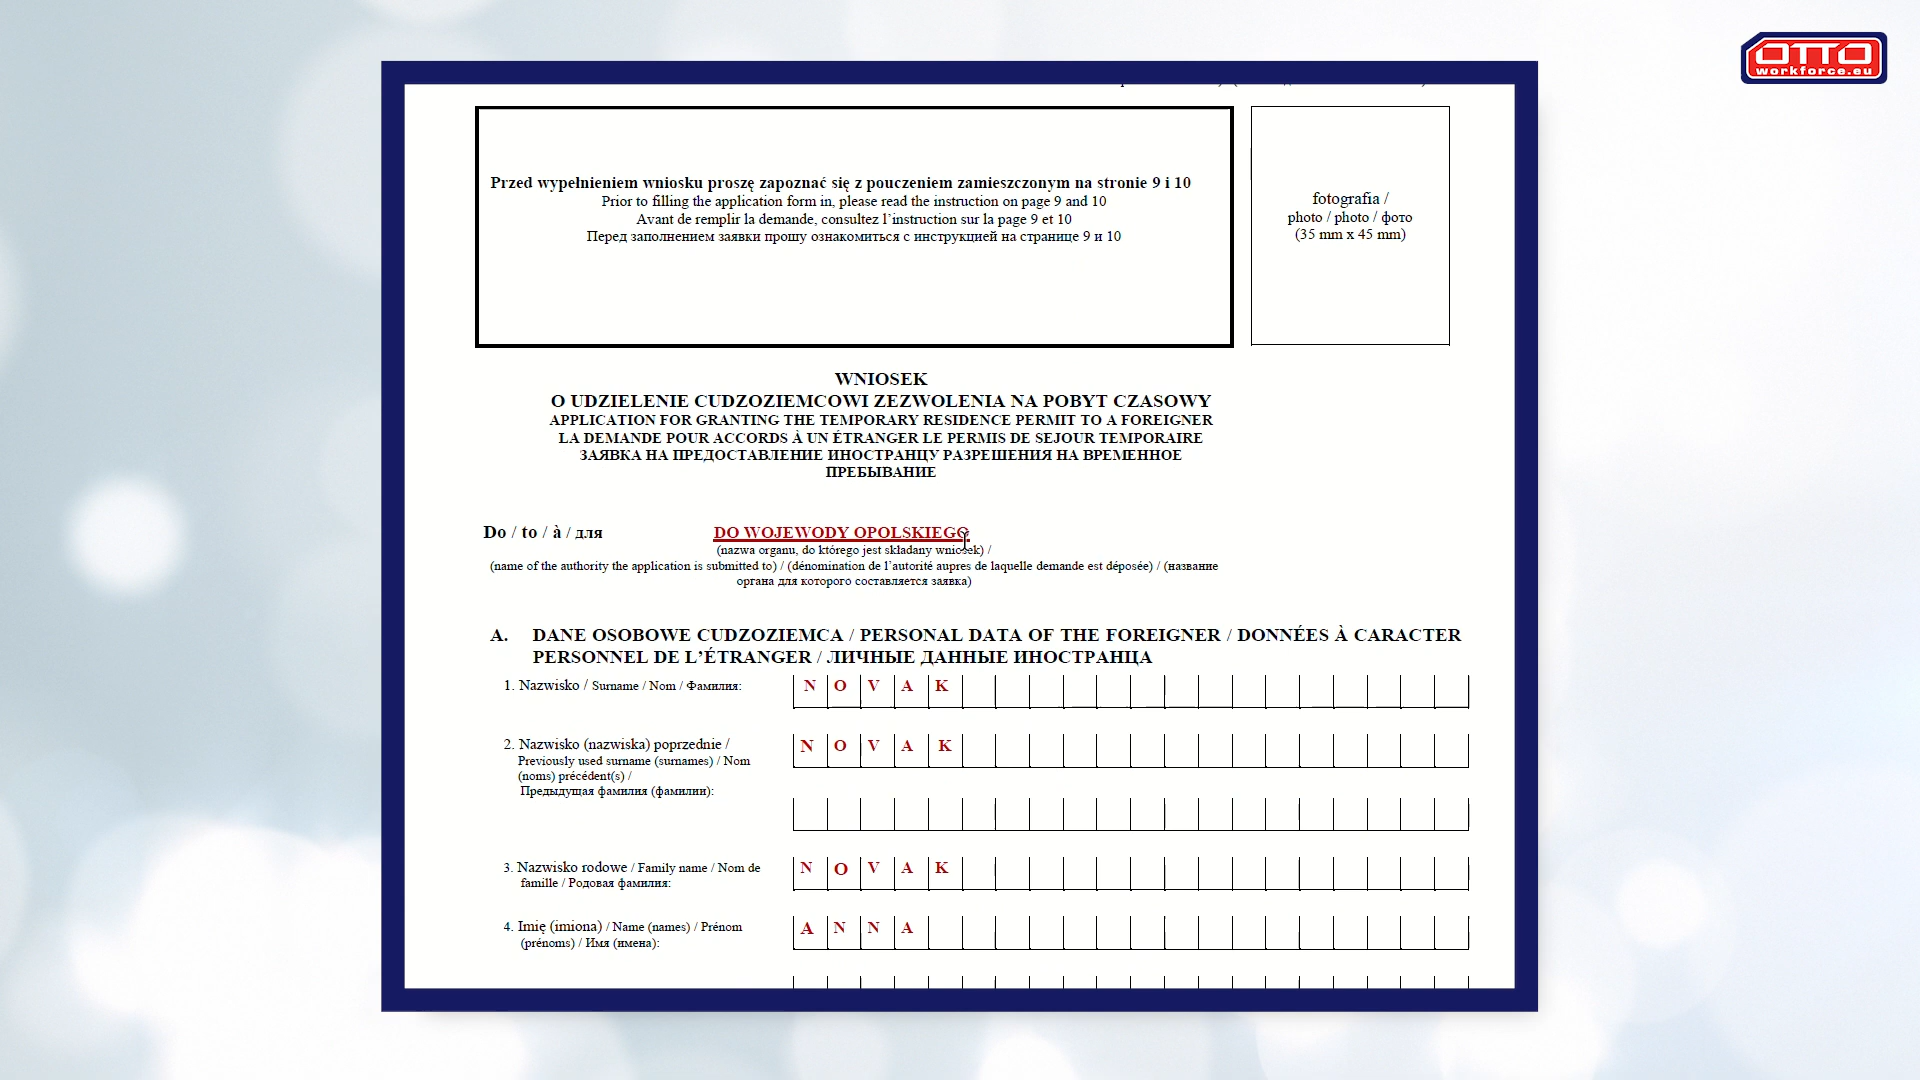 OTTO
workforce.eu
Przed wypełnieniem wniosku proszę zapoznać się z pouczeniem zamieszczonym na stronie 9 i 10
Prior to filling the application form in, please read the instruction on page 9 and 10
Avant de remplir la demande, consultez l'instruction sur la page 9 et 10
Перед заполнением заявки прошу ознакомиться с инструкцией на странице 9 и 10
fotografia /
photo / photo / фото
(35 mm x 45 mm)
WNIOSEK
O UDZIELENIE CUDZOZIEMCOWI ZEZWOLENIA NA POBYT CZASOWY
APPLICATION FOR GRANTING THE TEMPORARY RESIDENCE PERMIT TO A FOREIGNER
LA DEMANDE POUR ACCORDS À UN ÉTRANGER LE PERMIS DE SEJOUR TEMPORAIRE
ЗАЯВКА НА ПРЕДОСТАВЛЕНИЕ ИНОСТРАНЦУ РАЗРЕШЕНИЯ НА ВРЕМЕННОЕ
ПРЕБЫВАНИЕ
Do / to / à / для DO WOJEWODY OPOLSKIEGO
(nazwa organu, do którego jest składany wniosek) /
(name of the authority the application is submitted to) / (dénomination de l'autorité aupres de laquelle demande est déposée) / (название
органа для которого составляется заявка)
A. DANE OSOBOWE CUDZOZIEMCA / PERSONAL DATA OF THE FOREIGNER / DONNÉES À CARACTER
PERSONNEL DE L'ÉTRANGER / ЛИЧНЫЕ ДАННЫЕ ИНОСТРАНЦА
1. Nazwisko / Surname / Nom / Фамилия: N O V A K
2. Nazwisko (nazwiska) poprzednie / N O V A K
Previously used surname (surnames) / Nom
(noms) précédent(s) /
Предыдущая фамилия (фамилии):
3. Nazwisko rodowe / Family name / Nom de N O V A K
famille / Родовая фамилия:
4. Imię (imiona) / Name (names) / Prénom A N N A
(prénoms) / Имя (имена):